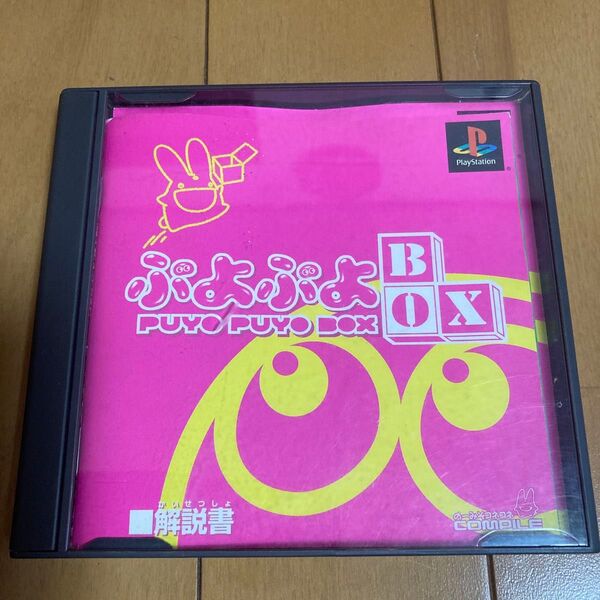 PlayStation
ぷよぷよ
BOX
PUYO PUYO BOX
かいせつしょ
■解説書
のーみそコネコネ
COMPILE